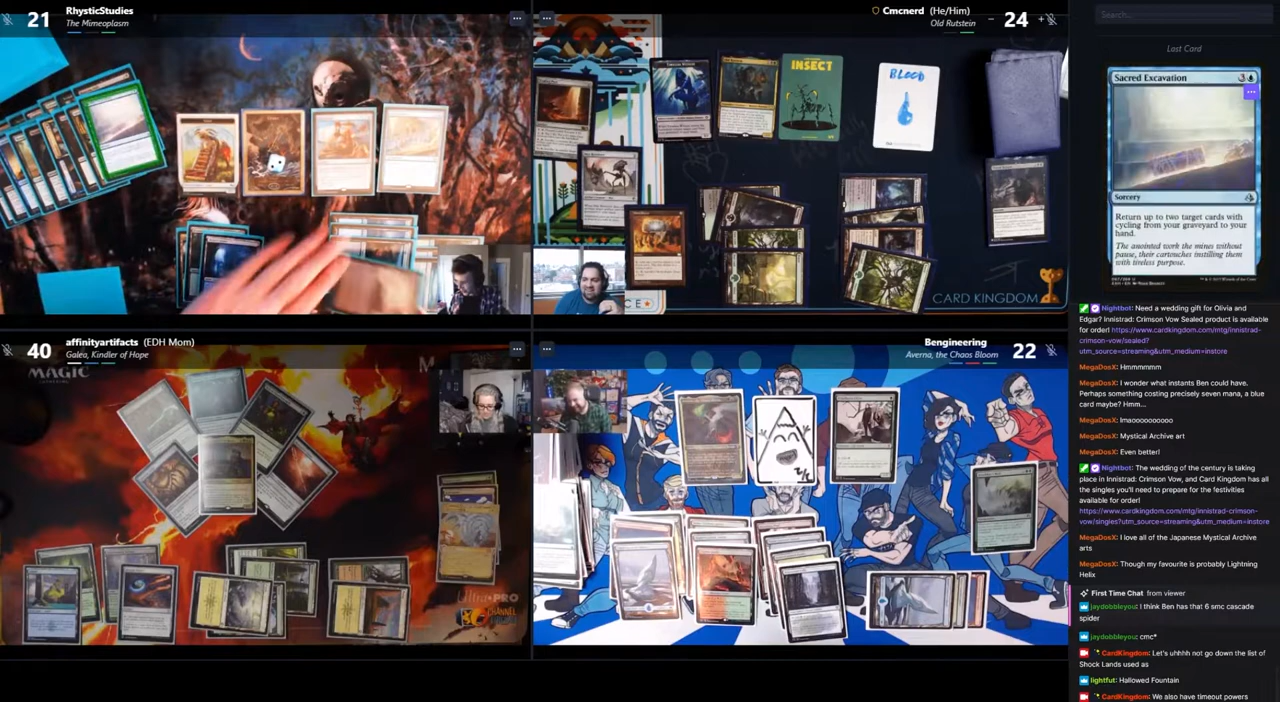 21
RhysticStudies
The Mimeoplasm
Cmcnerd (He/Him)
Old Rutstein
24
INSECT
BLOOD
CE★
CARD KINGDOM
40
affinityartifacts (EDH Mom)
Galea, Kindler of Hope
MAGIC
Bengineering
Averna, the Chaos Bloom
22
CHANNEL
Search...
Last Card
Sacred Excavation
3
Sorcery
Return up to two target cards with
cycling from your graveyard to your
hand.
The anointed work the mines without
pause, their cartouches instilling them
with tireless purpose.
Nightbot: Need a wedding gift for Olivia and
Edgar? Innistrad: Crimson Vow Sealed product is available
for order! https://www.cardkingdom.com/mtg/innistrad-
crimson-vow/sealed?
utm_source=streaming&utm_medium=instore
MegaDosX: Hmmmmmm
MegaDosX: I wonder what instants Ben could have.
Perhaps something costing precisely seven mana, a blue
card maybe? Hmm...
MegaDosX: lmaoooooooooo
MegaDosX: Mystical Archive art
MegaDosX: Even better!
Nightbot: The wedding of the century is taking
place in Innistrad: Crimson Vow, and Card Kingdom has all
the singles you'll need to prepare for the festivities
available for order!
https://www.cardkingdom.com/mtg/innistrad-crimson-
vow/singles?utm_source=streaming&utm_medium=instore
MegaDosX: I love all of the Japanese Mystical Archive
arts
MegaDosX: Though my favourite is probably Lightning
Helix
First Time Chat from viewer
jaydobbleyou: I think Ben has that 6 smc cascade
spider
jaydobbleyou: cmc*
CardKingdom: Let's uhhhh not go down the list of
Shock Lands used as
lightfut: Hallowed Fountain
CardKingdom: We also have timeout powers